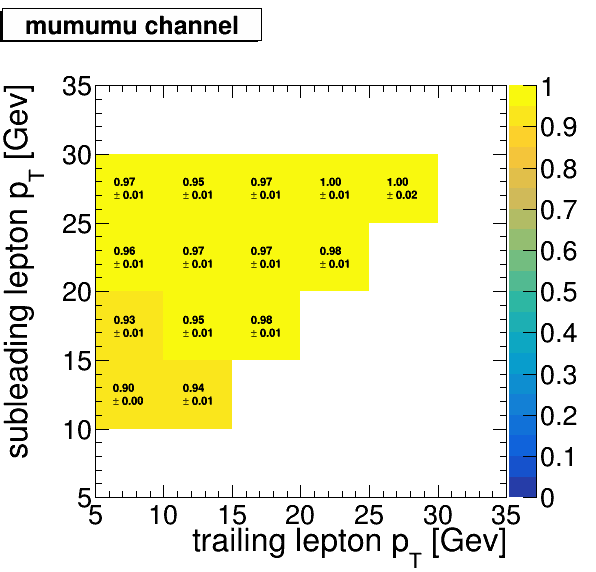 mumumu channel
subleading lepton p_T [Gev]
35
30
25
20
15
10
5
0.97 0.95 0.97 1.00 1.00
± 0.01 ± 0.01 ± 0.01 ± 0.01 ± 0.02
0.96 0.97 0.97 0.98
± 0.01 ± 0.01 ± 0.01 ± 0.01
0.93 0.95 0.98
± 0.01 ± 0.01 ± 0.01
0.90 0.94
± 0.00 ± 0.01
5 10 15 20 25 30 35
trailing lepton p_T [Gev]
1
0.9
0.8
0.7
0.6
0.5
0.4
0.3
0.2
0.1
0